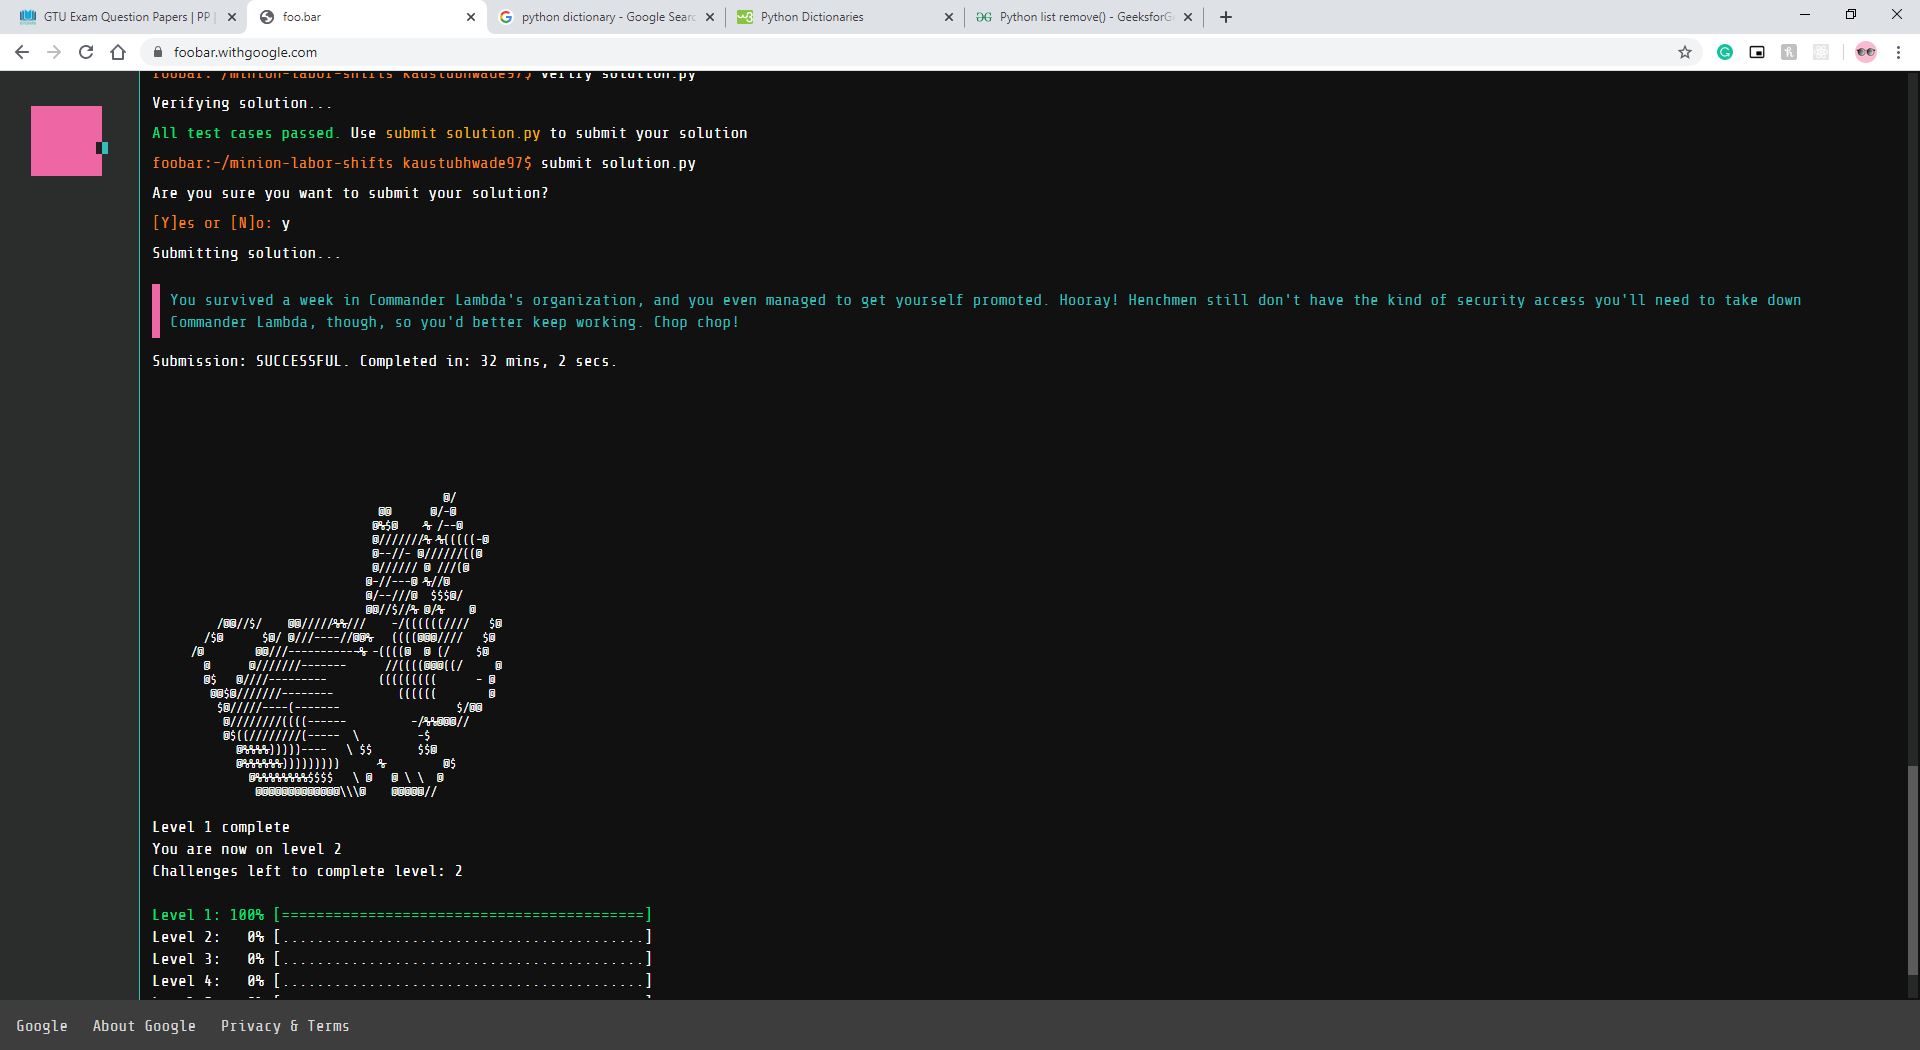 GTU Exam Question Papers | PP |
foo.bar
python dictionary - Google Sear
Python Dictionaries
Python list remove() - GeeksforG
foobar.withgoogle.com
foobar:~/minion-labor-shifts kaustubhwade97$ verify solution.py
Verifying solution...
All test cases passed. Use submit solution.py to submit your solution
foobar:~/minion-labor-shifts kaustubhwade97$ submit solution.py
Are you sure you want to submit your solution?
[Y]es or [N]o: y
Submitting solution...
You survived a week in Commander Lambda's organization, and you even managed to get yourself promoted. Hooray! Henchmen still don't have the kind of security access you'll need to take down
Commander Lambda, though, so you'd better keep working. Chop chop!
Submission: SUCCESSFUL. Completed in: 32 mins, 2 secs.
Level 1 complete
You are now on level 2
Challenges left to complete level: 2
Level 1: 100% [==========================================]
Level 2:   0% [..........................................]
Level 3:   0% [..........................................]
Level 4:   0% [..........................................]
Google About Google Privacy & Terms